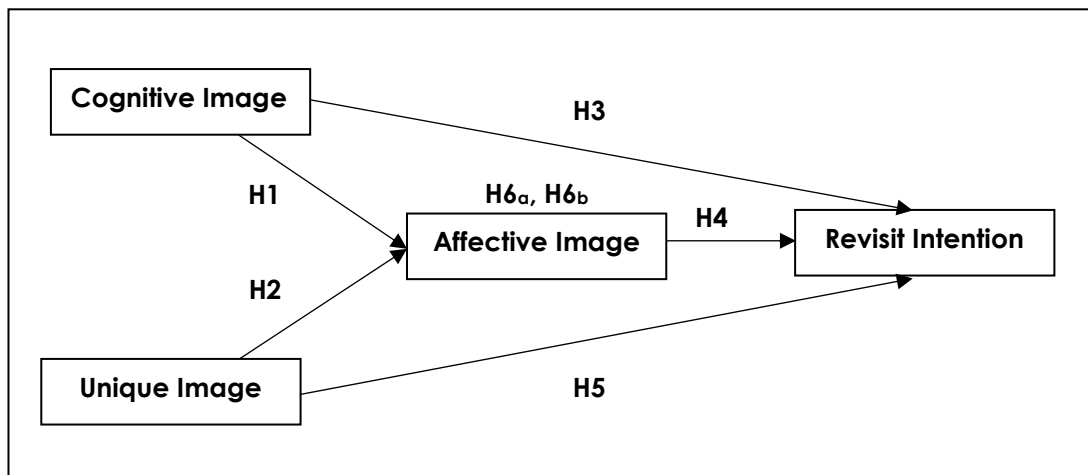 Cognitive Image
H3
H1
H6a, H6b
H4
Affective Image
Revisit Intention
H2
Unique Image
H5